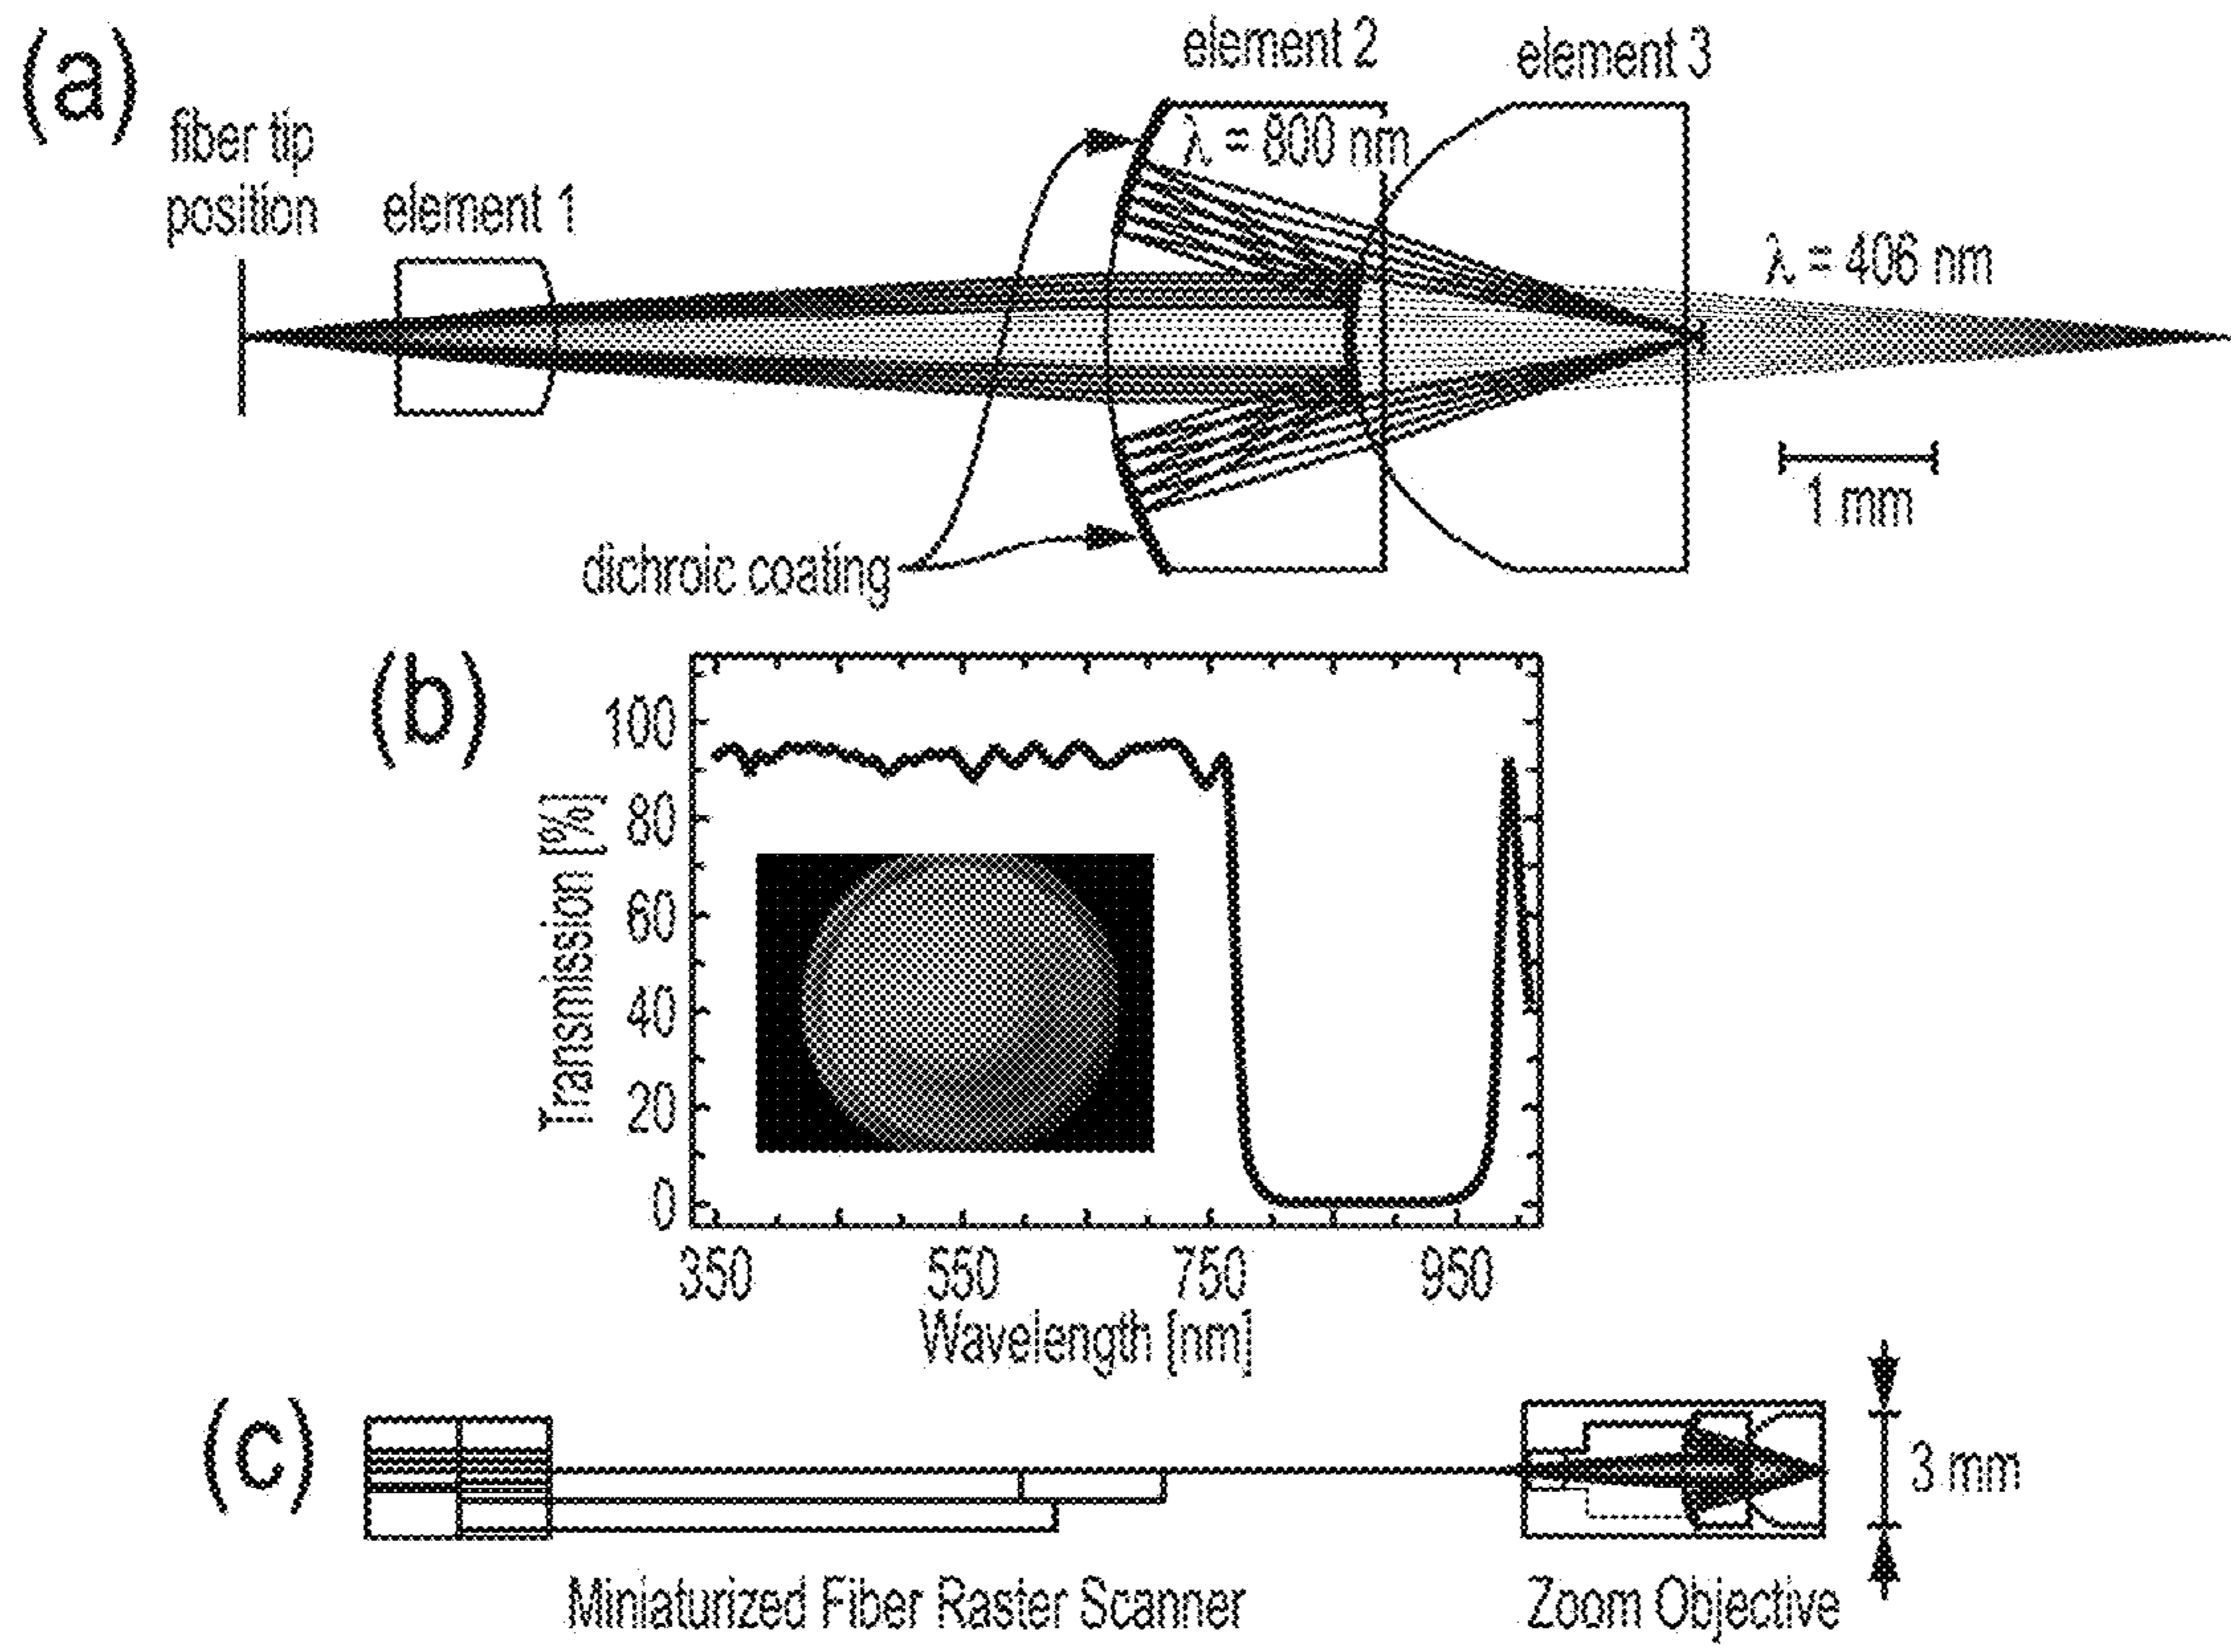 (a)
fiber tip
position
element 1
element 2
element 3
λ = 800 nm
λ = 406 nm
1 mm
dichroic coating
(b)
100
80
60
40
20
0
Transmission [%]
350
550
750
950
Wavelength [nm]
(c)
3 mm
Miniaturized Fiber Raster Scanner
Zoom Objective